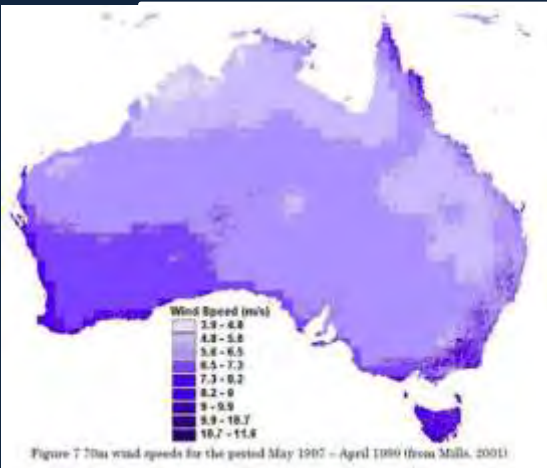 Wind Speed (m/s)
3.9 - 4.8
4.8 - 5.6
5.6 - 6.5
6.5 - 7.3
7.3 - 8.2
8.2 - 9
9 - 9.9
9.9 - 10.7
10.7 - 11.6
Figure 7 70m wind speeds for the period May 1997 – April 1999 (from Mills, 2001)